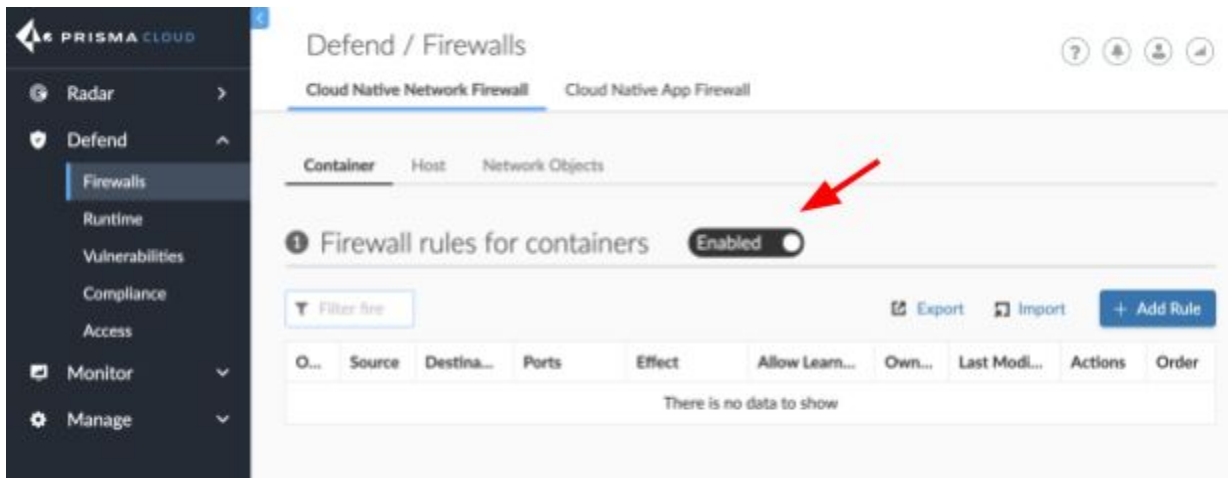 PRISMA CLOUD
Radar
Defend
Firewalls
Runtime
Vulnerabilities
Compliance
Access
Monitor
Manage
Defend / Firewalls
?
Cloud Native Network Firewall Cloud Native App Firewall
Container Host Network Objects
Firewall rules for containers Enabled
Filter fire
Export Import + Add Rule
O... Source Destina... Ports Effect Allow Learn... Own... Last Modi... Actions Order
There is no data to show